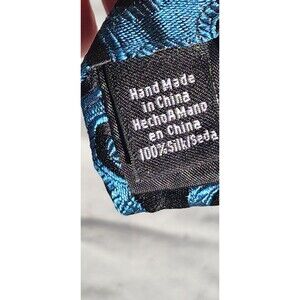 Hand Made
in China
HechoAMano
en China
100%Silk/Seda